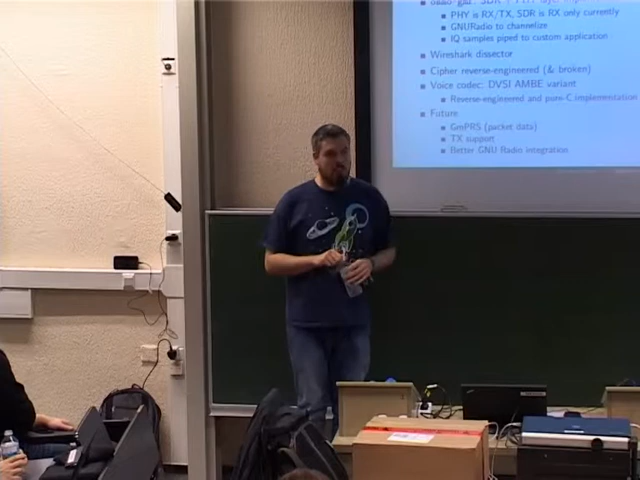 PHY is RX/TX, SDR is RX only currently
GNURadio to channelize
IQ samples piped to custom application
Wireshark dissector
Cipher reverse-engineered (& broken)
Voice codec: DVSI AMBE variant
Reverse-engineered and pure-C implementation
Future
GmPRS (packet data)
TX support
Better GNU Radio integration